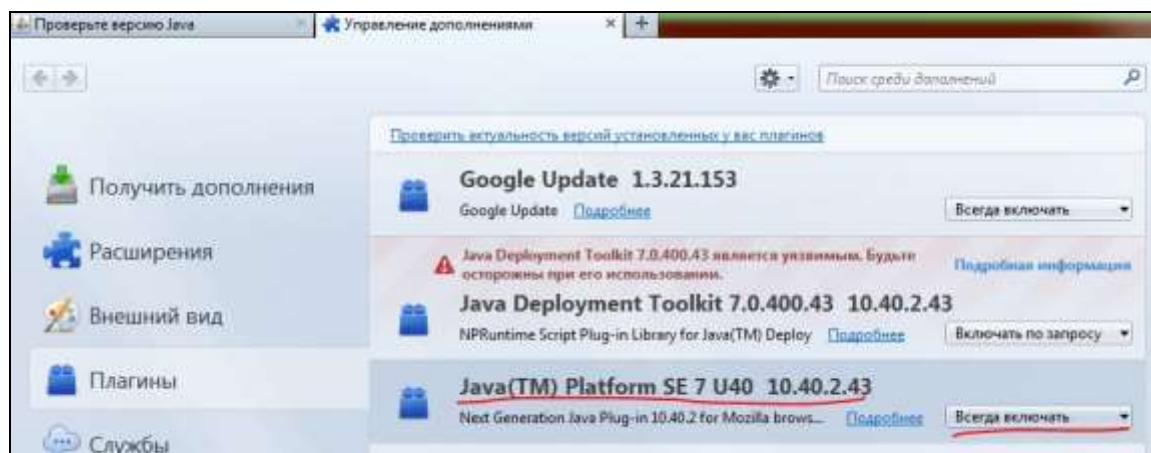 Проверьте версию Java
Управление дополнениями
Поиск среди дополнений
Проверить актуальность версий установленных у вас плагинов
Получить дополнения
Расширения
Внешний вид
Плагины
Службы
Google Update 1.3.21.153
Google Update Подробнее
Всегда включать
Java Deployment Toolkit 7.0.400.43 является уязвимым. Будьте
осторожны при его использовании.
Подробная информация
Java Deployment Toolkit 7.0.400.43 10.40.2.43
NPRuntime Script Plug-in Library for Java(TM) Deploy Подробнее
Включать по запросу
Java(TM) Platform SE 7 U40 10.40.2.43
Next Generation Java Plug-in 10.40.2 for Mozilla brows... Подробнее
Всегда включать